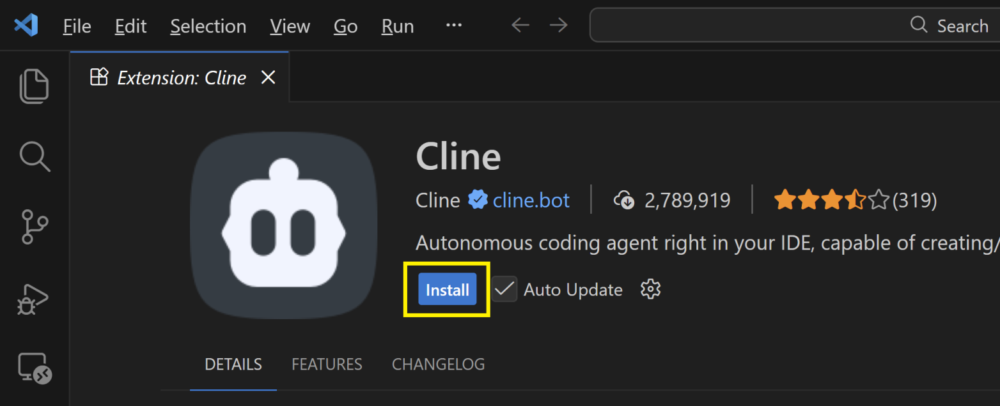 File Edit Selection View Go Run ··· Search
Extension: Cline
Cline
Cline cline.bot 2,789,919 (319)
Autonomous coding agent right in your IDE, capable of creating/
Install Auto Update
DETAILS FEATURES CHANGELOG